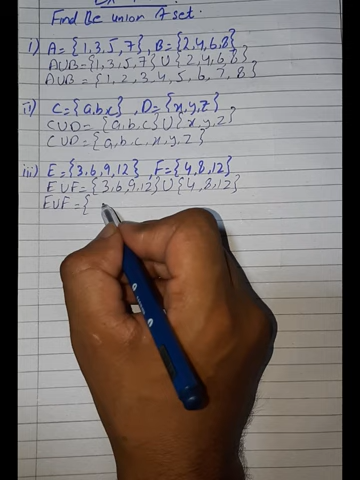 Find the union of set.
i) A = {1,3,5,7} , B = {2,4,6,8}
AUB = {1,3,5,7} U {2,4,6,8}
AUB = {1, 2, 3, 4, 5, 6, 7, 8}
ii) C = {a,b,c} , D = {x,y,z}
CUD = {a,b,c} U {x,y,z}
CUD = {a,b,c,x,y,z}
iii) E = {3,6,9,12} , F = {4,8,12}
EUF = {3,6,9,12} U {4,8,12}
EUF = {